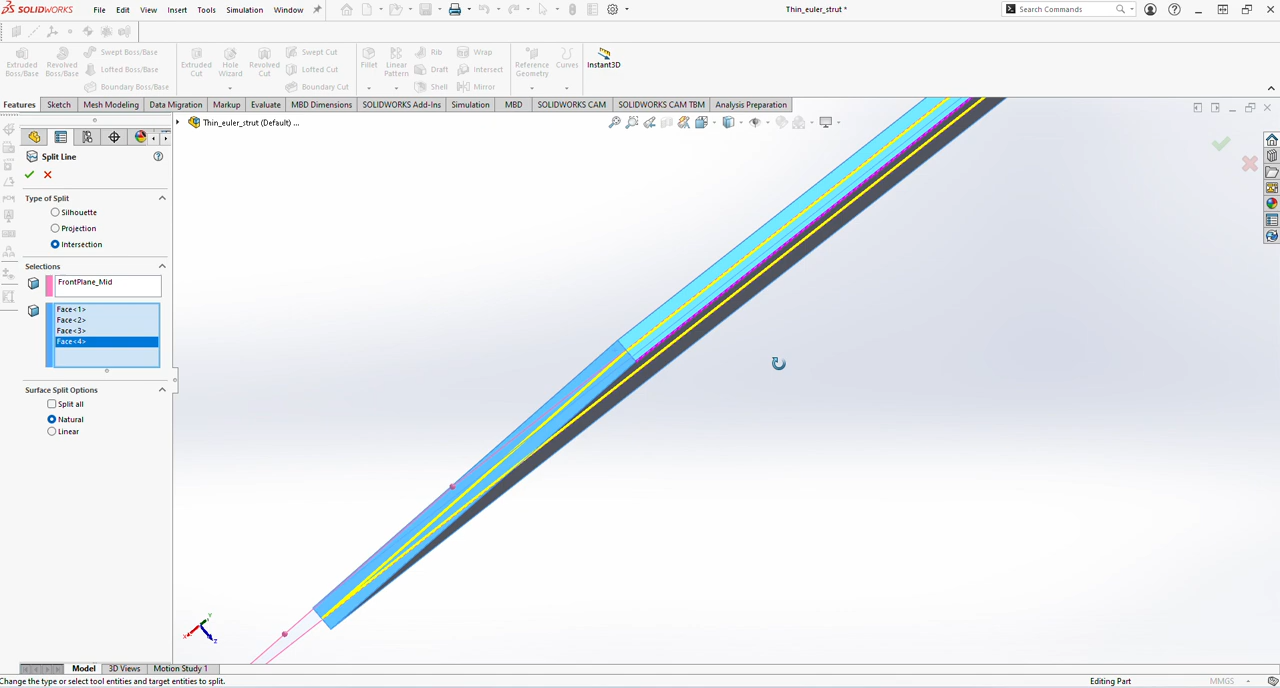 SOLIDWORKS File Edit View Insert Tools Simulation Window Thin_euler_strut * Search Commands
Extruded Boss/Base Revolved Boss/Base Swept Boss/Base Lofted Boss/Base Boundary Boss/Base Extruded Cut Hole Wizard Revolved Cut Swept Cut Lofted Cut Boundary Cut Fillet Linear Pattern Rib Draft Shell Wrap Intersect Mirror Reference Geometry Curves Instant3D
Features Sketch Mesh Modeling Data Migration Markup Evaluate MBD Dimensions SOLIDWORKS Add-Ins Simulation MBD SOLIDWORKS CAM SOLIDWORKS CAM TBM Analysis Preparation
Thin_euler_strut (Default) ...
Split Line
Type of Split
Silhouette
Projection
Intersection
Selections
FrontPlane_Mid
Face<1>
Face<2>
Face<3>
Face<4>
Surface Split Options
Split all
Natural
Linear
Y
X
Z
Model 3D Views Motion Study 1
Change the type or select tool entities and target entities to split. Editing Part MMGS